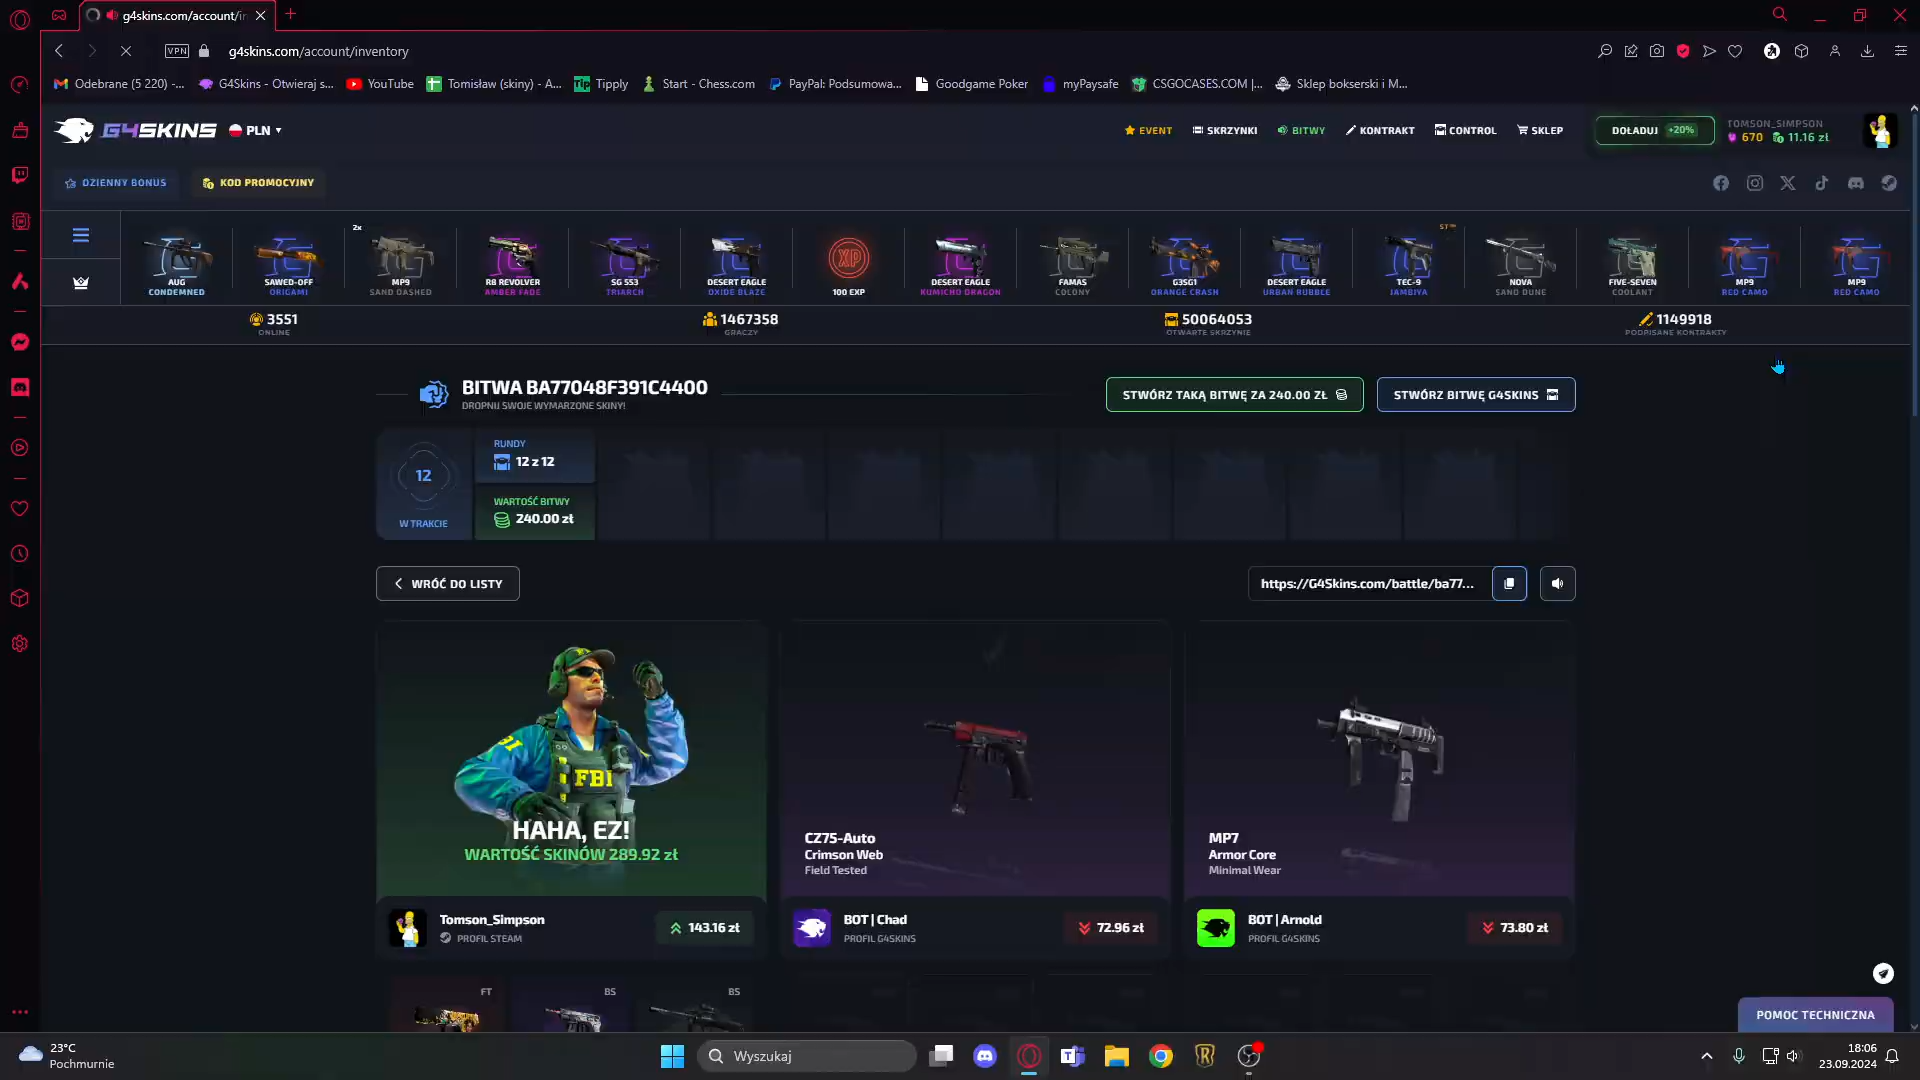 g4skins.com/account/in
VPN
g4skins.com/account/inventory
Odebrane (5 220) -...
G4Skins - Otwieraj s...
YouTube
Tomisław (skiny) - A...
Tipply
Start - Chess.com
PayPal: Podsumowa...
Goodgame Poker
myPaysafe
CSGOCASES.COM |...
Sklep bokserski i M...
G4SKINS
PLN
EVENT
SKRZYNKI
BITWY
KONTRAKT
CONTROL
SKLEP
DOŁADUJ +20%
TOMSON_SIMPSON
670 11.16 zł
DZIENNY BONUS
KOD PROMOCYJNY
AUG
CONDEMNED
SAWED-OFF
ORIGAMI
2x
MP9
SAND DASHED
R8 REVOLVER
AMBER FADE
SG 553
TRIARCH
DESERT EAGLE
OXIDE BLAZE
XP
100 EXP
DESERT EAGLE
KUMICHO DRAGON
FAMAS
COLONY
G3SG1
ORANGE CRASH
DESERT EAGLE
URBAN RUBBLE
ST™
TEC-9
JAMBIYA
NOVA
SAND DUNE
FIVE-SEVEN
COOLANT
MP9
RED CAMO
MP9
RED CAMO
3551
ONLINE
1467358
GRACZY
50064053
OTWARTE SKRZYNIE
1149918
PODPISANE KONTRAKTY
BITWA BA77048F391C4400
DROPNIJ SWOJE WYMARZONE SKINY!
STWÓRZ TAKĄ BITWĘ ZA 240.00 ZŁ
STWÓRZ BITWĘ G4SKINS
12
W TRAKCIE
RUNDY
12 z 12
WARTOŚĆ BITWY
240.00 zł
WRÓĆ DO LISTY
https://G4Skins.com/battle/ba77...
FBI
HAHA, EZ!
WARTOŚĆ SKINÓW 289.92 zł
CZ75-Auto
Crimson Web
Field Tested
MP7
Armor Core
Minimal Wear
Tomson_Simpson
PROFIL STEAM
143.16 zł
BOT | Chad
PROFIL G4SKINS
72.96 zł
BOT | Arnold
PROFIL G4SKINS
73.80 zł
FT
BS
BS
POMOC TECHNICZNA
23°C
Pochmurnie
Wyszukaj
18:06
23.09.2024